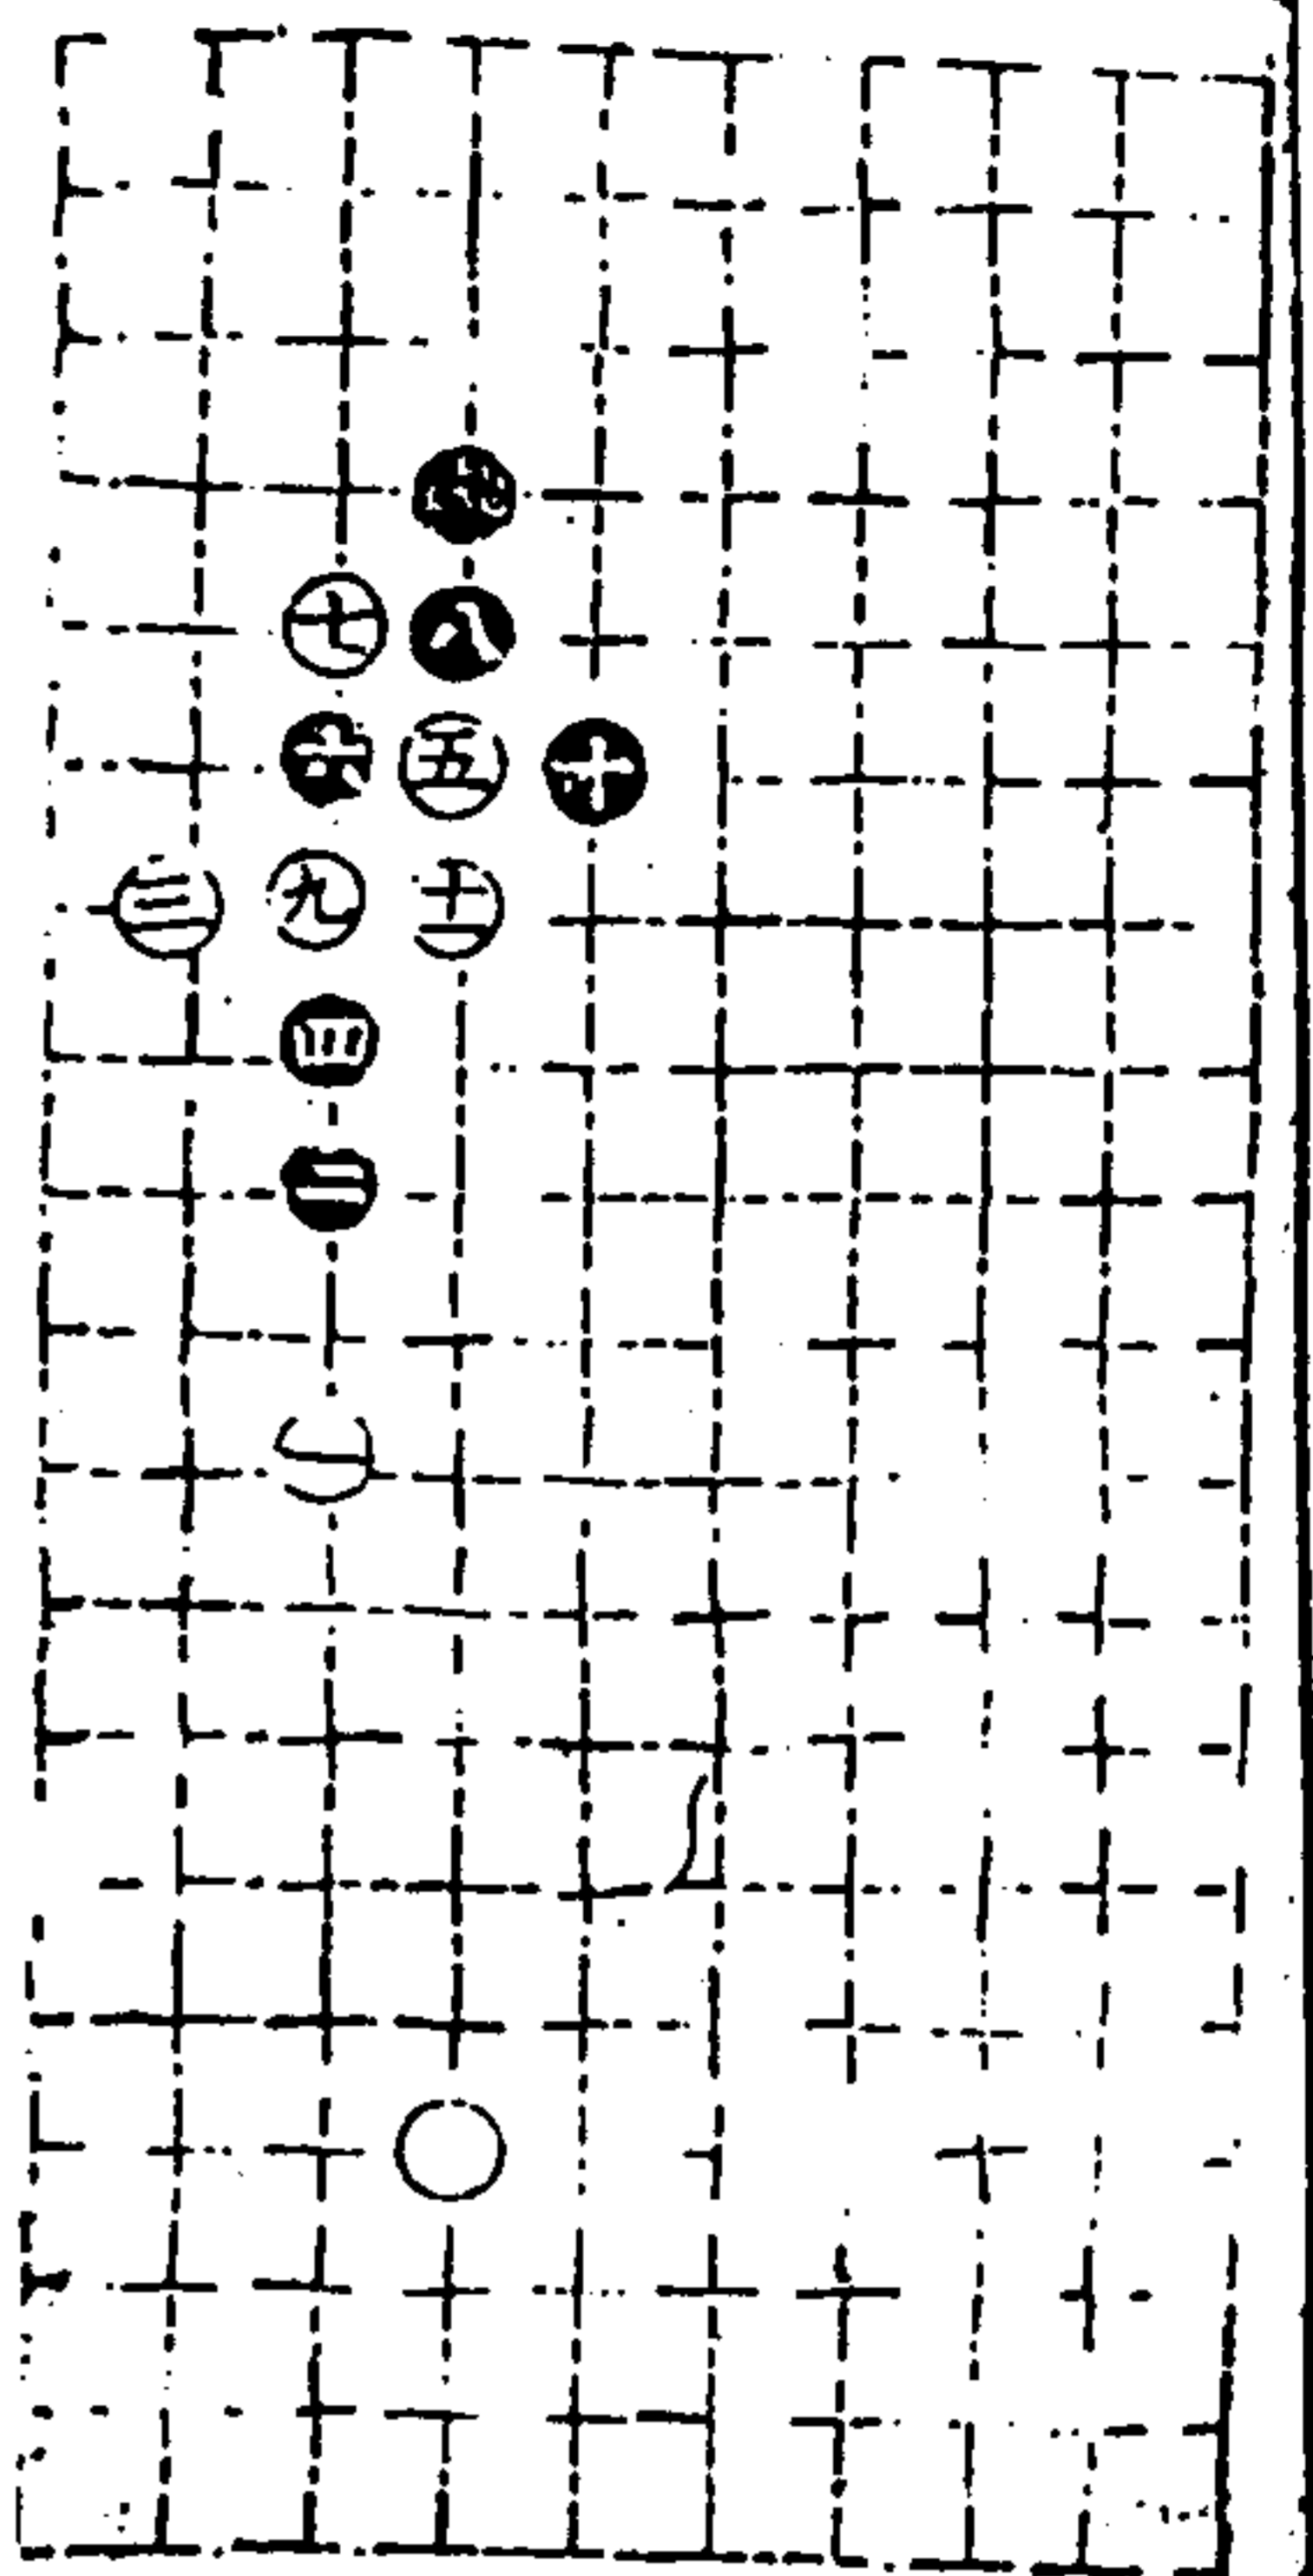 七 八
六 五 十
三 九 十一
四
二
一